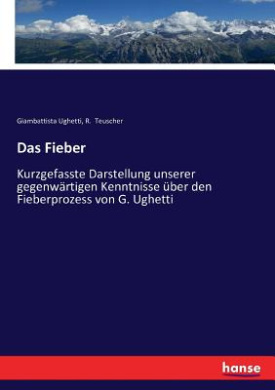 Giambattista Ughetti, R. Teuscher
Das Fieber
Kurzgefasste Darstellung unserer
gegenwärtigen Kenntnisse über den
Fieberprozess von G. Ughetti
hanse